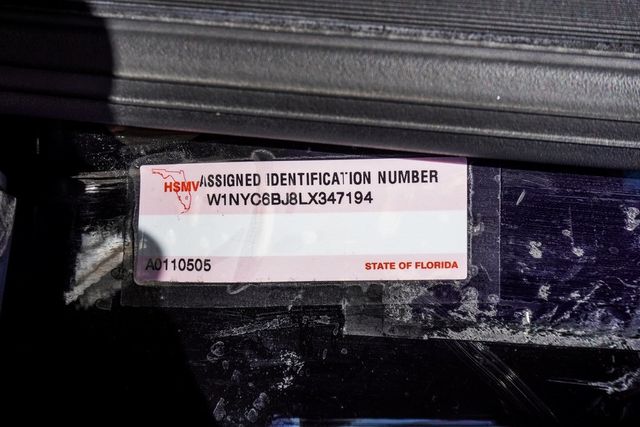 HSMV ASSIGNED IDENTIFICATION NUMBER
W1NYC6BJ8LX347194
A0110505 STATE OF FLORIDA